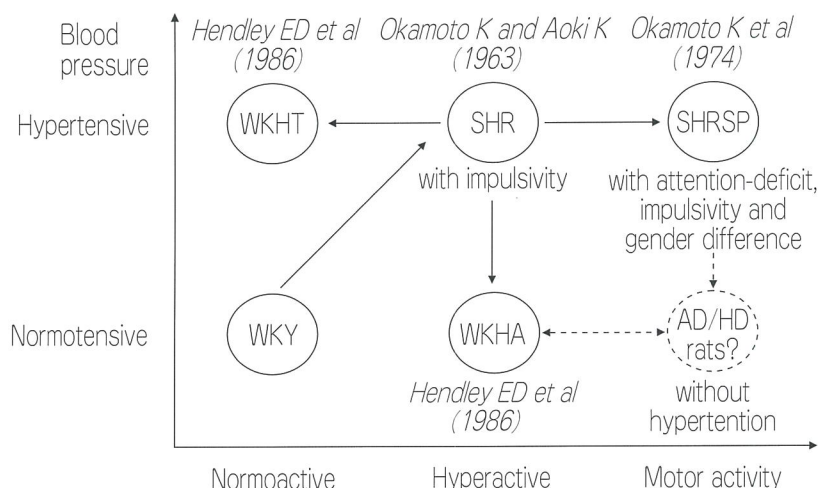 Blood
pressure
Hendley ED et al
(1986)
Okamoto K and Aoki K
(1963)
Okamoto K et al
(1974)
Hypertensive
WKHT
SHR
SHRSP
with impulsivity
with attention-deficit,
impulsivity and
gender difference
Normotensive
WKY
WKHA
AD/HD
rats?
Hendley ED et al
(1986)
without
hypertention
Normoactive
Hyperactive
Motor activity